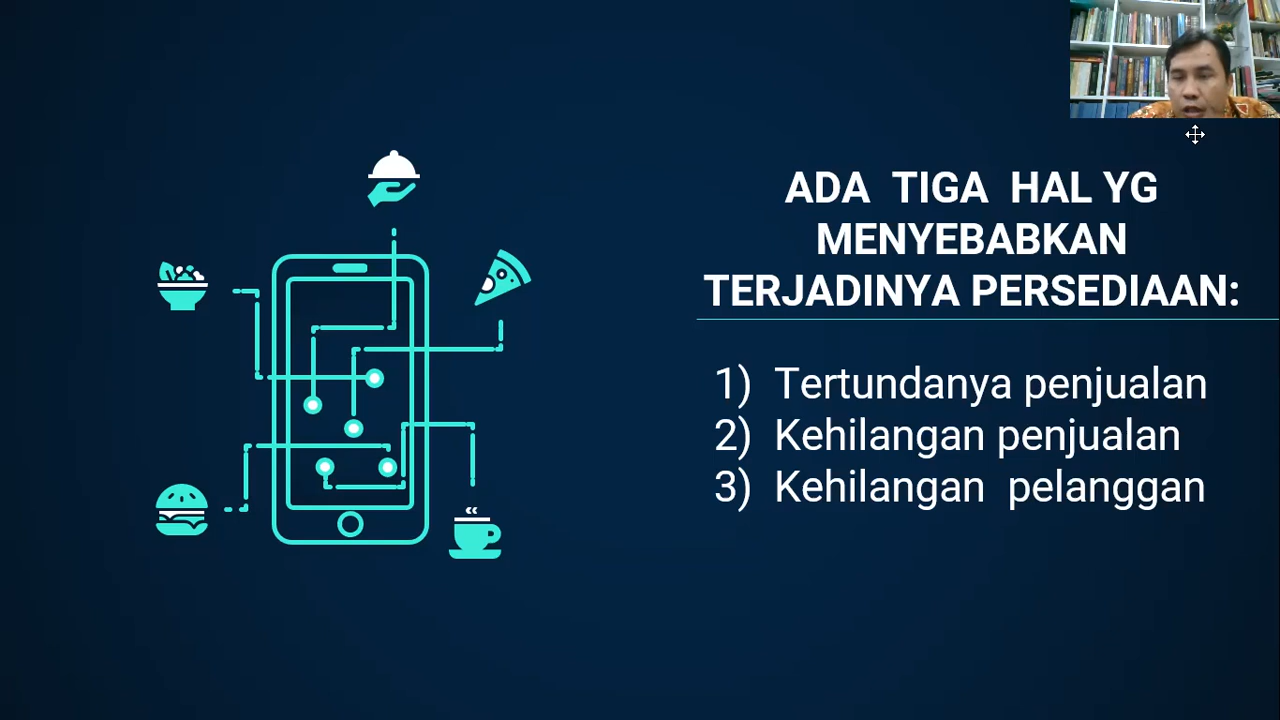 ADA TIGA HAL YG
MENYEBABKAN
TERJADINYA PERSEDIAAN:
1) Tertundanya penjualan
2) Kehilangan penjualan
3) Kehilangan pelanggan